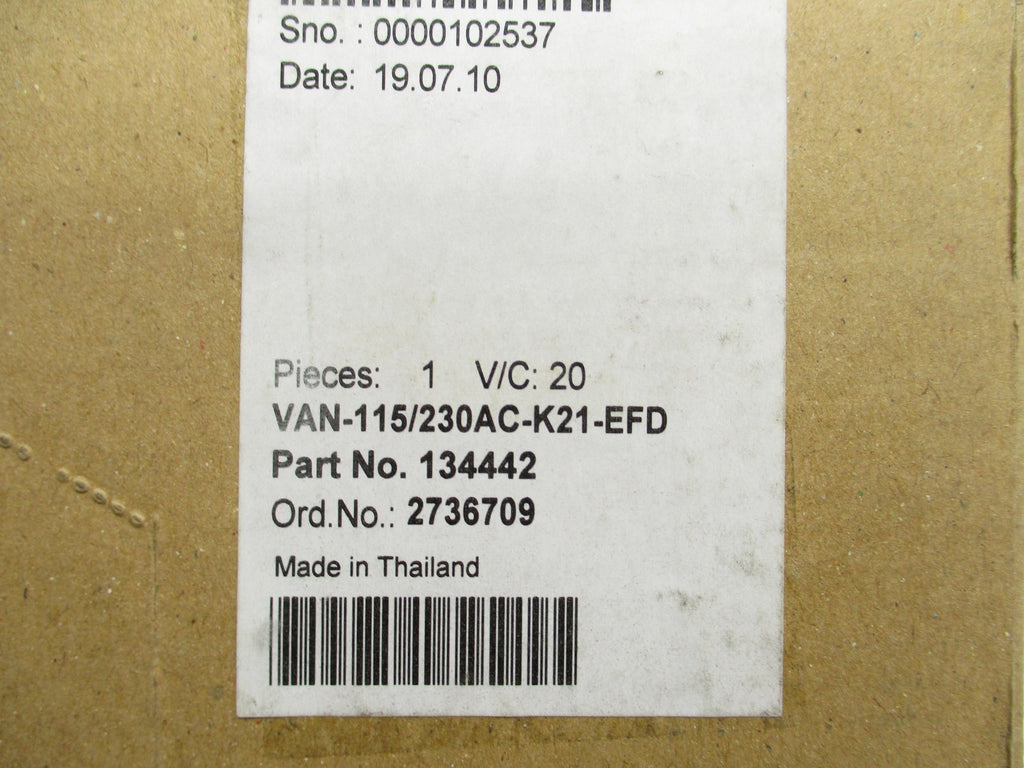 Sno. : 0000102537
Date: 19.07.10
Pieces: 1 V/C: 20
VAN-115/230AC-K21-EFD
Part No. 134442
Ord.No.: 2736709
Made in Thailand